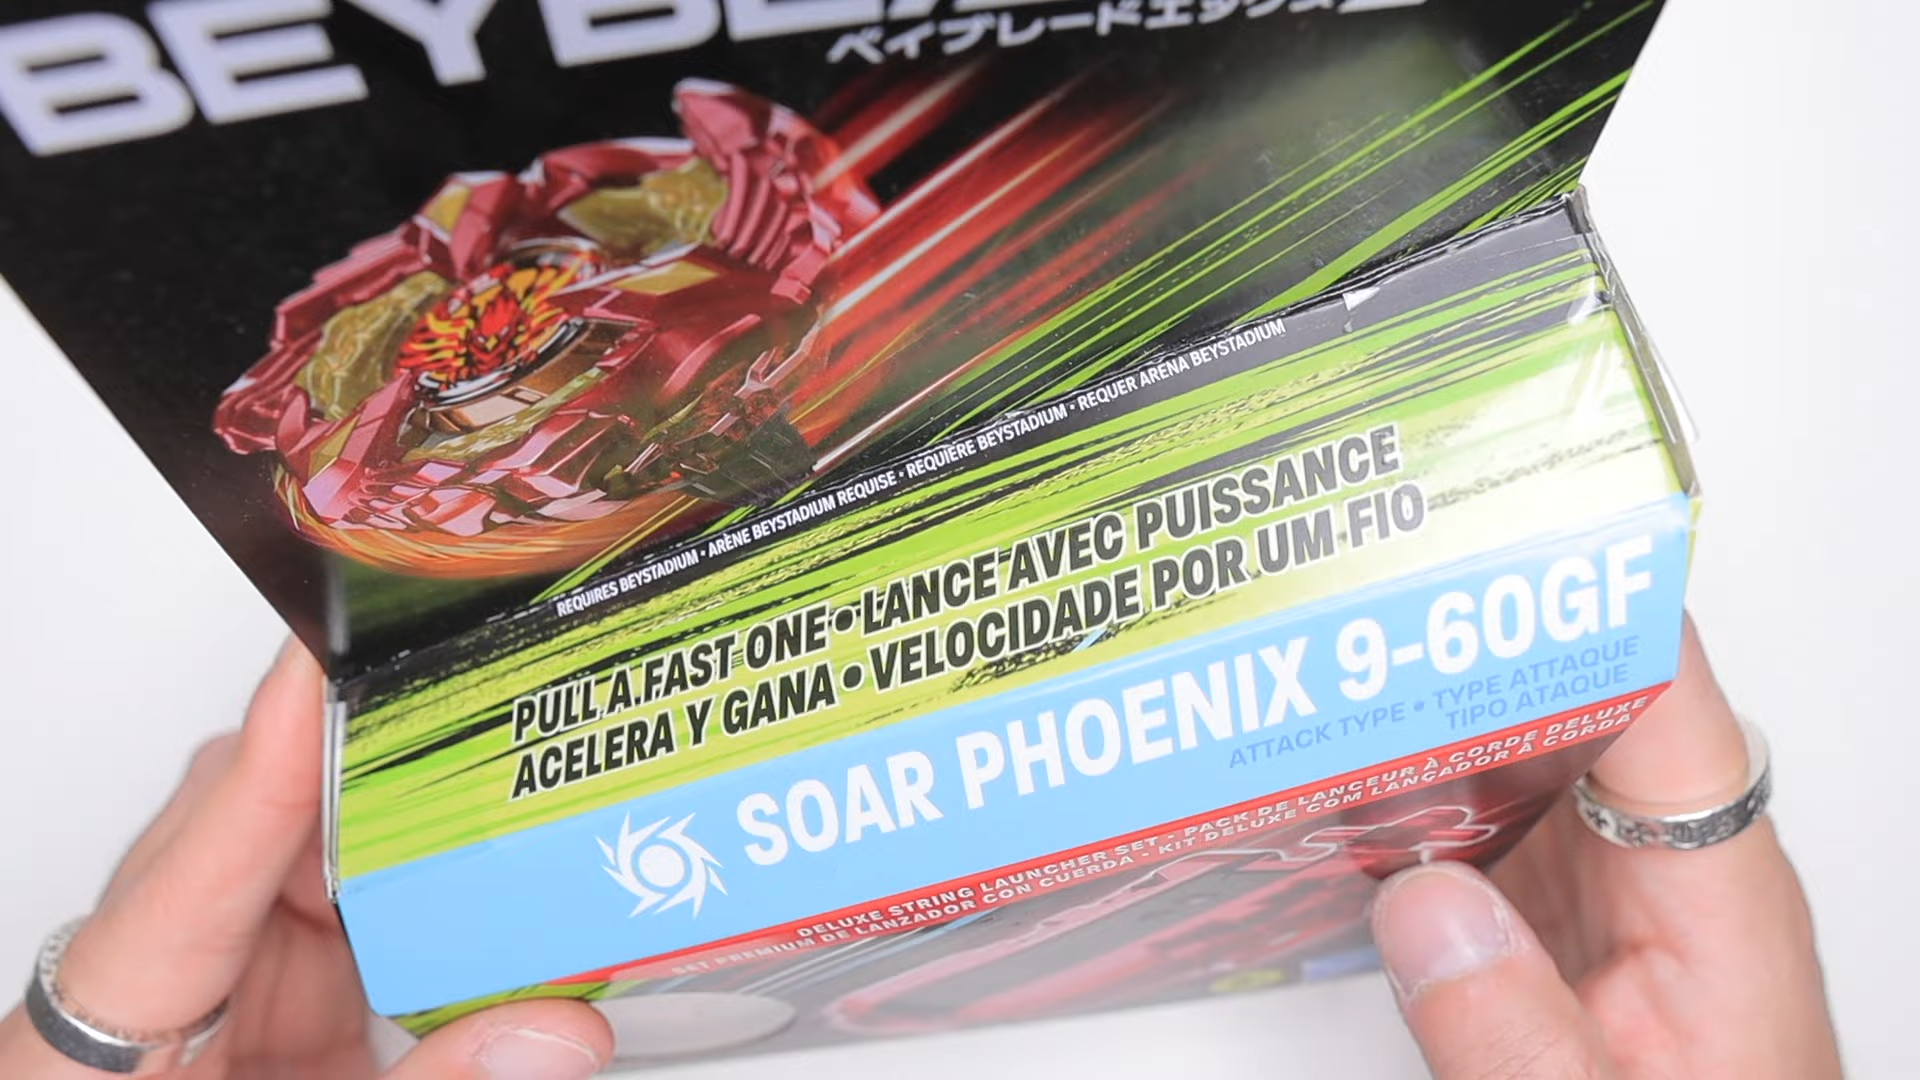 BEYBLA
ベイブレードエックス
REQUIRES BEYSTADIUM • ARÈNE BEYSTADIUM REQUISE • REQUIERE BEYSTADIUM • REQUER ARENA BEYSTADIUM
PULL A FAST ONE • LANCE AVEC PUISSANCE
ACELERA Y GANA • VELOCIDADE POR UM FIO
SOAR PHOENIX 9-60GF
ATTACK TYPE • TYPE ATTAQUE
TIPO ATAQUE
DELUXE STRING LAUNCHER SET - PACK DE LANCEUR À CORDE DELUXE
SET PREMIUM DE LANZADOR CON CUERDA - KIT DELUXE COM LANÇADOR À CORDA